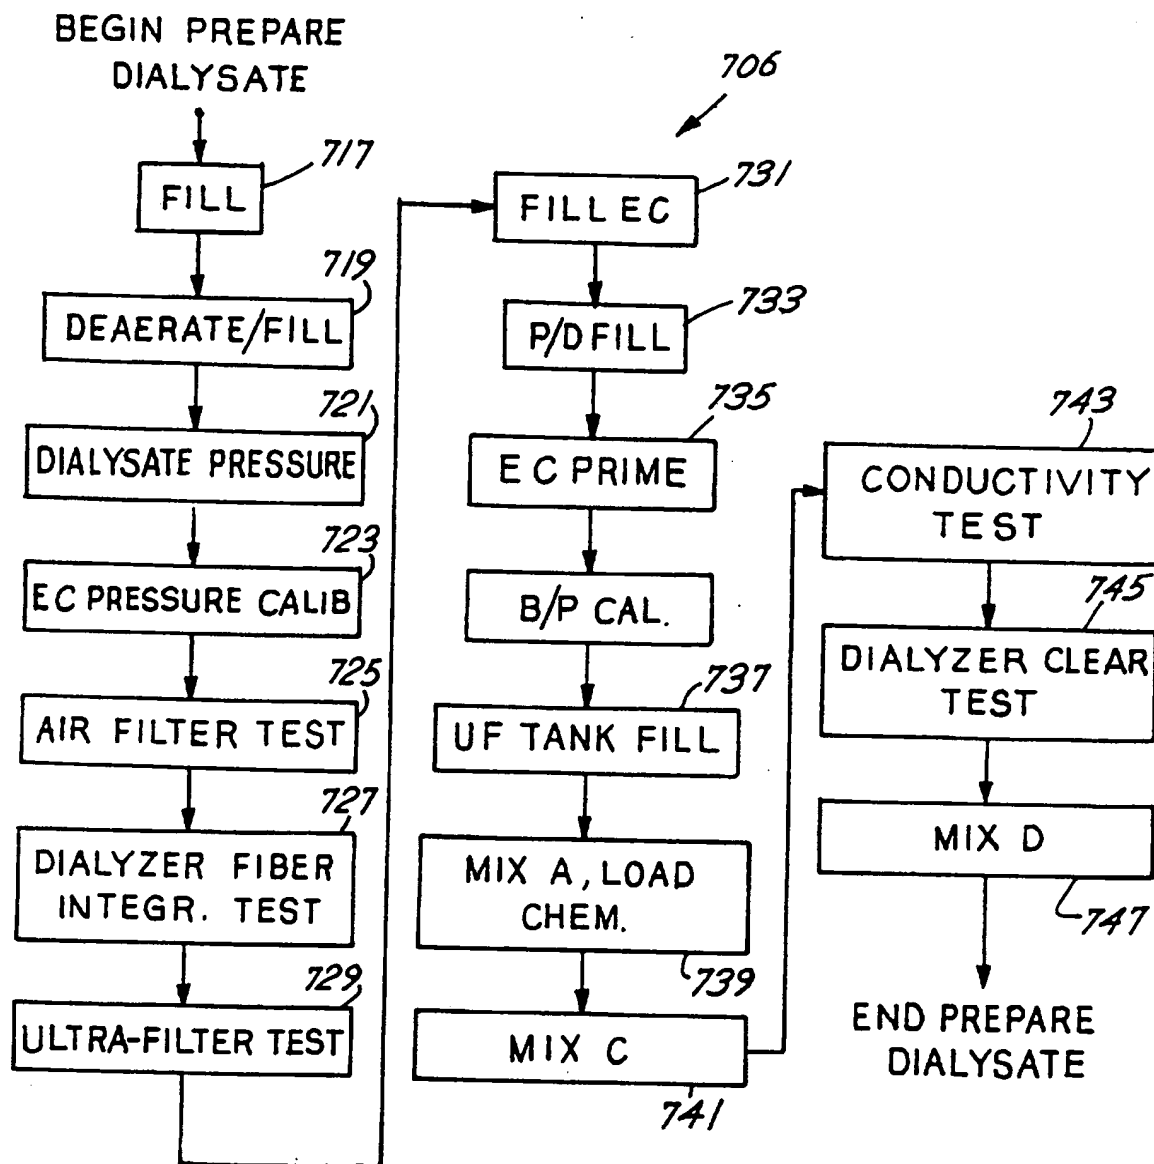 BEGIN PREPARE
DIALYSATE
706
717
FILL
719
DEAERATE/FILL
721
DIALYSATE PRESSURE
723
EC PRESSURE CALIB
725
AIR FILTER TEST
727
DIALYZER FIBER
INTEGR. TEST
729
ULTRA-FILTER TEST
731
FILL EC
733
P/D FILL
735
EC PRIME
B/P CAL.
737
UF TANK FILL
MIX A, LOAD
CHEM.
739
MIX C
741
743
CONDUCTIVITY
TEST
745
DIALYZER CLEAR
TEST
MIX D
747
END PREPARE
DIALYSATE